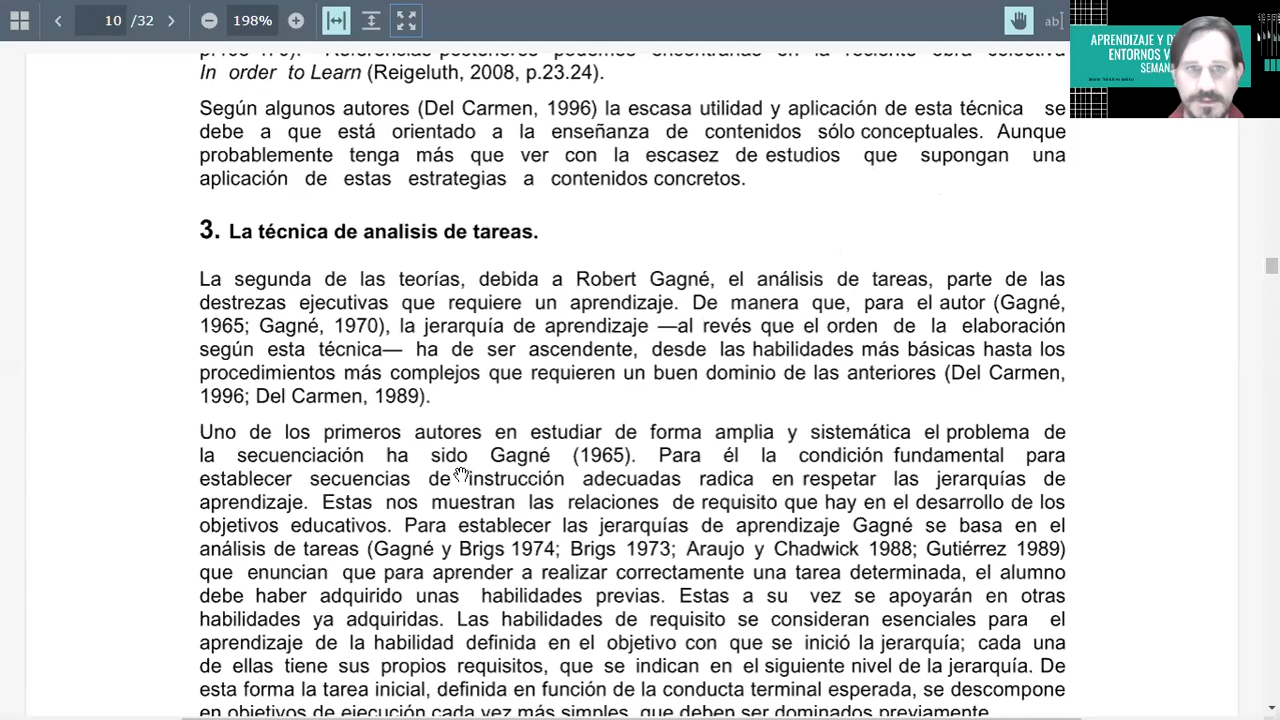 10 /32
198%
ab
APRENDIZAJE Y D
ENTORNOS V
SEMAN
In order to Learn (Reigeluth, 2008, p.23.24).
Según algunos autores (Del Carmen, 1996) la escasa utilidad y aplicación de esta técnica se
debe a que está orientado a la enseñanza de contenidos sólo conceptuales. Aunque
probablemente tenga más que ver con la escasez de estudios que supongan una
aplicación de estas estrategias a contenidos concretos.
3. La técnica de analisis de tareas.
La segunda de las teorías, debida a Robert Gagné, el análisis de tareas, parte de las
destrezas ejecutivas que requiere un aprendizaje. De manera que, para el autor (Gagné,
1965; Gagné, 1970), la jerarquía de aprendizaje —al revés que el orden de la elaboración
según esta técnica— ha de ser ascendente, desde las habilidades más básicas hasta los
procedimientos más complejos que requieren un buen dominio de las anteriores (Del Carmen,
1996; Del Carmen, 1989).
Uno de los primeros autores en estudiar de forma amplia y sistemática el problema de
la secuenciación ha sido Gagné (1965). Para él la condición fundamental para
establecer secuencias de instrucción adecuadas radica en respetar las jerarquías de
aprendizaje. Estas nos muestran las relaciones de requisito que hay en el desarrollo de los
objetivos educativos. Para establecer las jerarquías de aprendizaje Gagné se basa en el
análisis de tareas (Gagné y Brigs 1974; Brigs 1973; Araujo y Chadwick 1988; Gutiérrez 1989)
que enuncian que para aprender a realizar correctamente una tarea determinada, el alumno
debe haber adquirido unas habilidades previas. Estas a su vez se apoyarán en otras
habilidades ya adquiridas. Las habilidades de requisito se consideran esenciales para el
aprendizaje de la habilidad definida en el objetivo con que se inició la jerarquía; cada una
de ellas tiene sus propios requisitos, que se indican en el siguiente nivel de la jerarquía. De
esta forma la tarea inicial, definida en función de la conducta terminal esperada, se descompone
en objetivos de ejecución cada vez más simples, que deben ser dominados previamente.